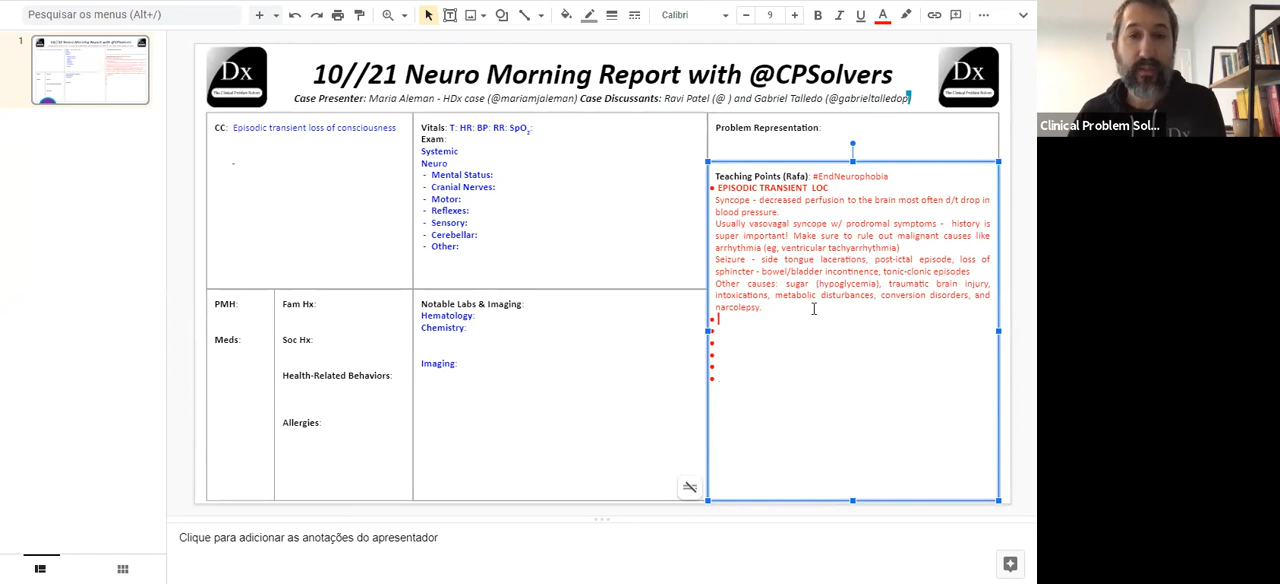 Pesquisar os menus (Alt+/)
Calibri
9
B I U A
1
Dx
The Clinical Problem Solvers
10//21 Neuro Morning Report with @CPSolvers
Case Presenter: Maria Aleman - HDx case (@mariamjaleman) Case Discussants: Ravi Patel (@ ) and Gabriel Talledo (@gabrieltalledop)
Dx
The Clinical Problem Solvers
CC: Episodic transient loss of consciousness
-
Vitals: T: HR: BP: RR: SpO2:
Exam:
Systemic
Neuro
- Mental Status:
- Cranial Nerves:
- Motor:
- Reflexes:
- Sensory:
- Cerebellar:
- Other:
Problem Representation:
Teaching Points (Rafa): #EndNeurophobia
• EPISODIC TRANSIENT LOC
Syncope - decreased perfusion to the brain most often d/t drop in
blood pressure.
Usually vasovagal syncope w/ prodromal symptoms - history is
super important! Make sure to rule out malignant causes like
arrhythmia (eg, ventricular tachyarrhythmia)
Seizure - side tongue lacerations, post-ictal episode, loss of
sphincter - bowel/bladder incontinence, tonic-clonic episodes
Other causes: sugar (hypoglycemia), traumatic brain injury,
intoxications, metabolic disturbances, conversion disorders, and
narcolepsy.
PMH:
Meds:
Fam Hx:
Soc Hx:
Health-Related Behaviors:
Allergies:
Notable Labs & Imaging:
Hematology:
Chemistry:
Imaging:
Clique para adicionar as anotações do apresentador
Clinical Problem Sol...